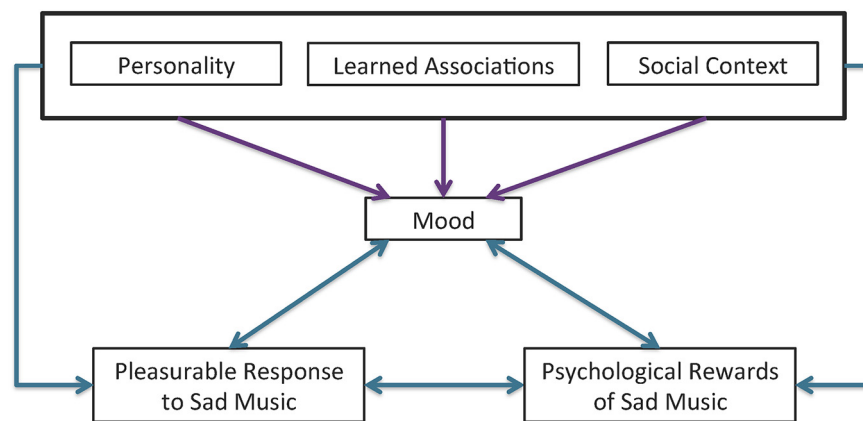 Personality
Learned Associations
Social Context
Mood
Pleasurable Response
to Sad Music
Psychological Rewards
of Sad Music